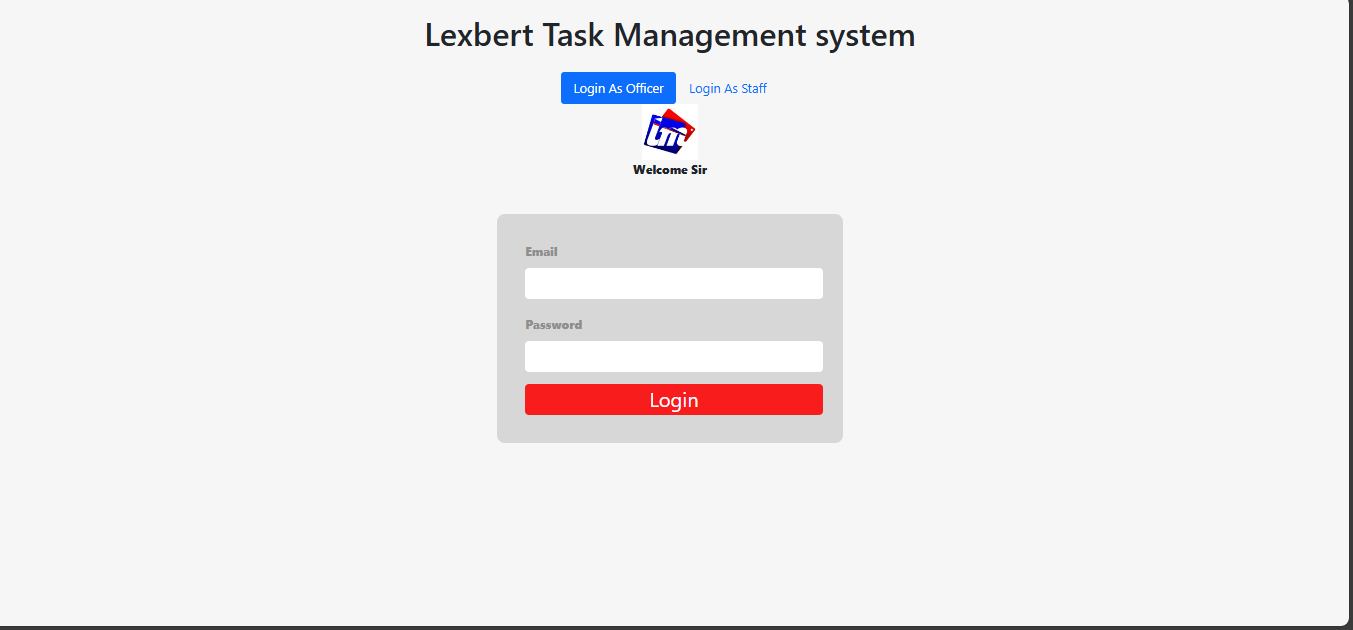 Lexbert Task Management system
Login As Officer Login As Staff
Welcome Sir
Email
Password
Login